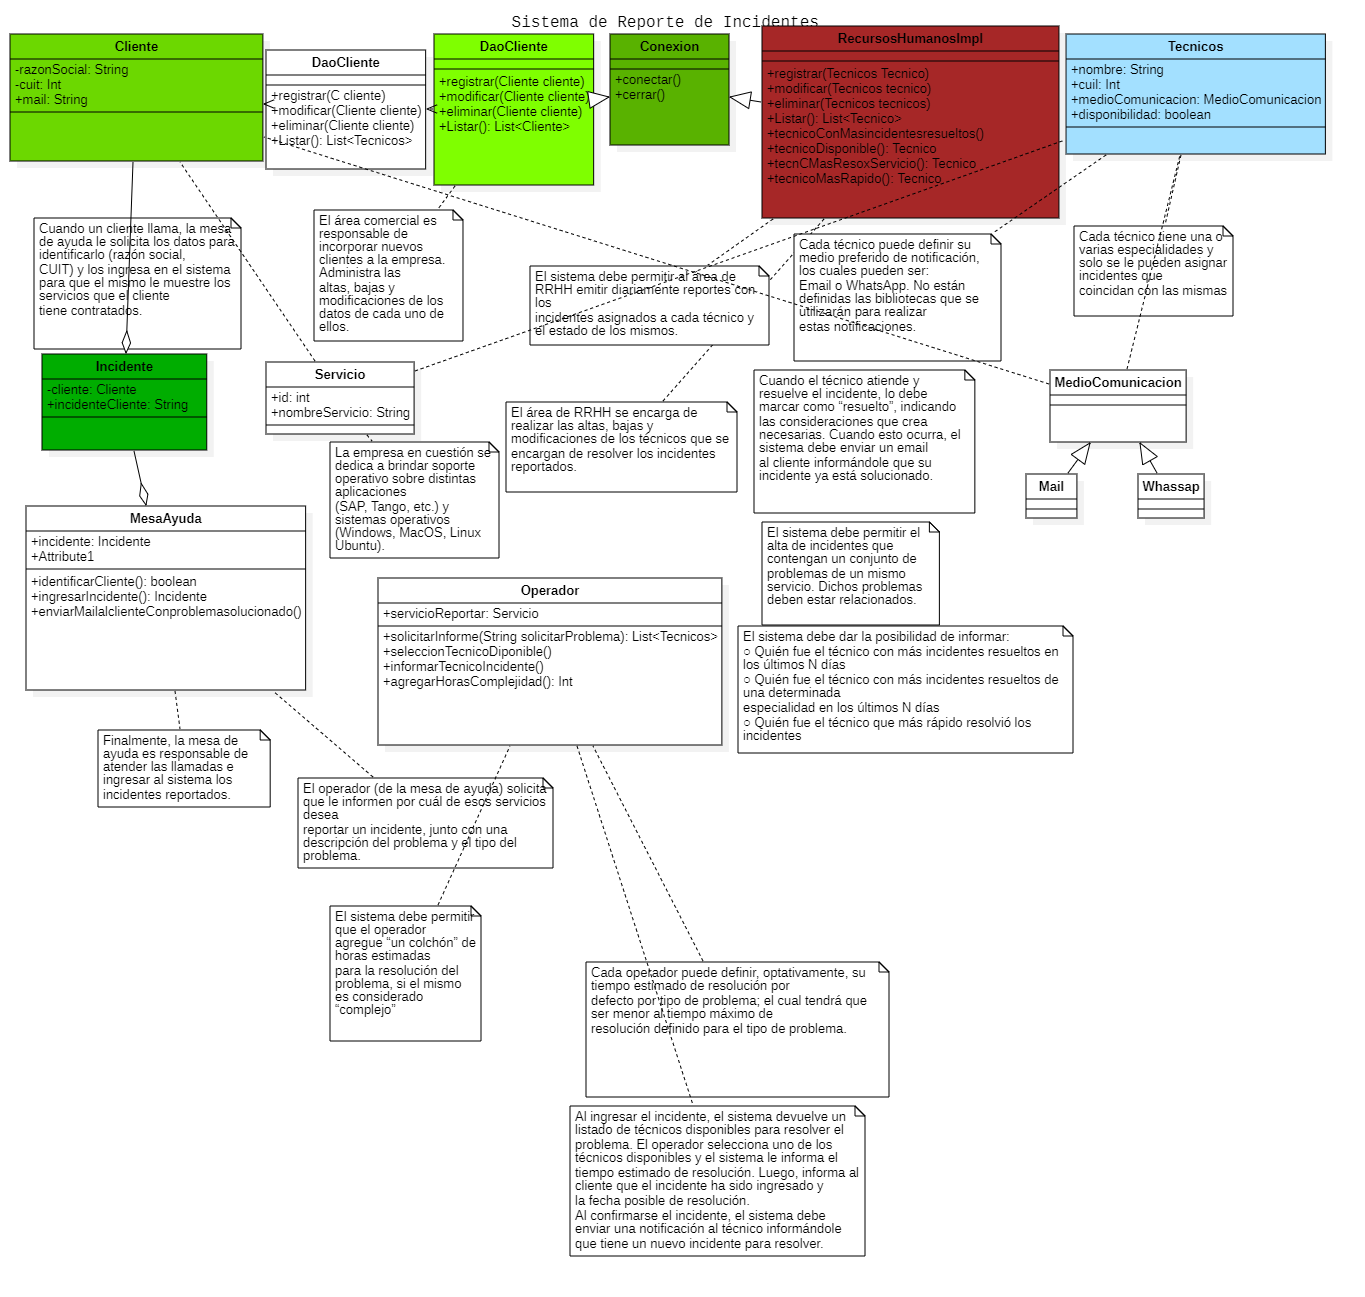 Sistema de Reporte de Incidentes
Cliente
-razonSocial: String
-cuit: Int
+mail: String
DaoCliente
+registrar(C cliente)
+modificar(Cliente cliente)
+eliminar(Cliente cliente)
+Listar(): List<Tecnicos>
DaoCliente
+registrar(Cliente cliente)
+modificar(Cliente cliente)
+eliminar(Cliente cliente)
+Listar(): List<Cliente>
Conexion
+conectar()
+cerrar()
RecursosHumanosImpl
+registrar(Tecnicos Tecnico)
+modificar(Tecnicos tecnico)
+eliminar(Tecnicos tecnicos)
+Listar(): List<Tecnico>
+tecnicoConMasincidentesresueltos()
+tecnicoDisponible(): Tecnico
+tecnCMasResoxServicio(): Tecnico
+tecnicoMasRapido(): Tecnico
Tecnicos
+nombre: String
+cuil: Int
+medioComunicacion: MedioComunicacion
+disponibilidad: boolean
Cuando un cliente llama, la mesa
de ayuda le solicita los datos para
identificarlo (razón social,
CUIT) y los ingresa en el sistema
para que el mismo le muestre los
servicios que el cliente
tiene contratados.
El área comercial es
responsable de
incorporar nuevos
clientes a la empresa.
Administra las
altas, bajas y
modificaciones de los
datos de cada uno de
ellos.
El sistema debe permitir al área de
RRHH emitir diariamente reportes con
los
incidentes asignados a cada técnico y
el estado de los mismos.
Cada técnico puede definir su
medio preferido de notificación,
los cuales pueden ser:
Email o WhatsApp. No están
definidas las bibliotecas que se
utilizarán para realizar
estas notificaciones.
Cada técnico tiene una o
varias especialidades y
solo se le pueden asignar
incidentes que
coincidan con las mismas
Incidente
-cliente: Cliente
+incidenteCliente: String
Servicio
+id: int
+nombreServicio: String
El área de RRHH se encarga de
realizar las altas, bajas y
modificaciones de los técnicos que se
encargan de resolver los incidentes
reportados.
Cuando el técnico atiende y
resuelve el incidente, lo debe
marcar como “resuelto”, indicando
las consideraciones que crea
necesarias. Cuando esto ocurra, el
sistema debe enviar un email
al cliente informándole que su
incidente ya está solucionado.
MedioComunicacion
Mail
Whassap
La empresa en cuestión se
dedica a brindar soporte
operativo sobre distintas
aplicaciones
(SAP, Tango, etc.) y
sistemas operativos
(Windows, MacOS, Linux
Ubuntu).
MesaAyuda
+incidente: Incidente
+Attribute1
+identificarCliente(): boolean
+ingresarIncidente(): Incidente
+enviarMailalclienteConproblemasolucionado()
El sistema debe permitir el
alta de incidentes que
contengan un conjunto de
problemas de un mismo
servicio. Dichos problemas
deben estar relacionados.
Operador
+servicioReportar: Servicio
+solicitarInforme(String solicitarProblema): List<Tecnicos>
+seleccionTecnicoDiponible()
+informarTecnicoIncidente()
+agregarHorasComplejidad(): Int
El sistema debe dar la posibilidad de informar:
○ Quién fue el técnico con más incidentes resueltos en
los últimos N días
○ Quién fue el técnico con más incidentes resueltos de
una determinada
especialidad en los últimos N días
○ Quién fue el técnico que más rápido resolvió los
incidentes
Finalmente, la mesa de
ayuda es responsable de
atender las llamadas e
ingresar al sistema los
incidentes reportados.
El operador (de la mesa de ayuda) solicita
que le informen por cuál de esos servicios
desea
reportar un incidente, junto con una
descripción del problema y el tipo del
problema.
El sistema debe permitir
que el operador
agregue “un colchón” de
horas estimadas
para la resolución del
problema, si el mismo
es considerado
“complejo”
Cada operador puede definir, optativamente, su
tiempo estimado de resolución por
defecto por tipo de problema; el cual tendrá que
ser menor al tiempo máximo de
resolución definido para el tipo de problema.
Al ingresar el incidente, el sistema devuelve un
listado de técnicos disponibles para resolver el
problema. El operador selecciona uno de los
técnicos disponibles y el sistema le informa el
tiempo estimado de resolución. Luego, informa al
cliente que el incidente ha sido ingresado y
la fecha posible de resolución.
Al confirmarse el incidente, el sistema debe
enviar una notificación al técnico informándole
que tiene un nuevo incidente para resolver.